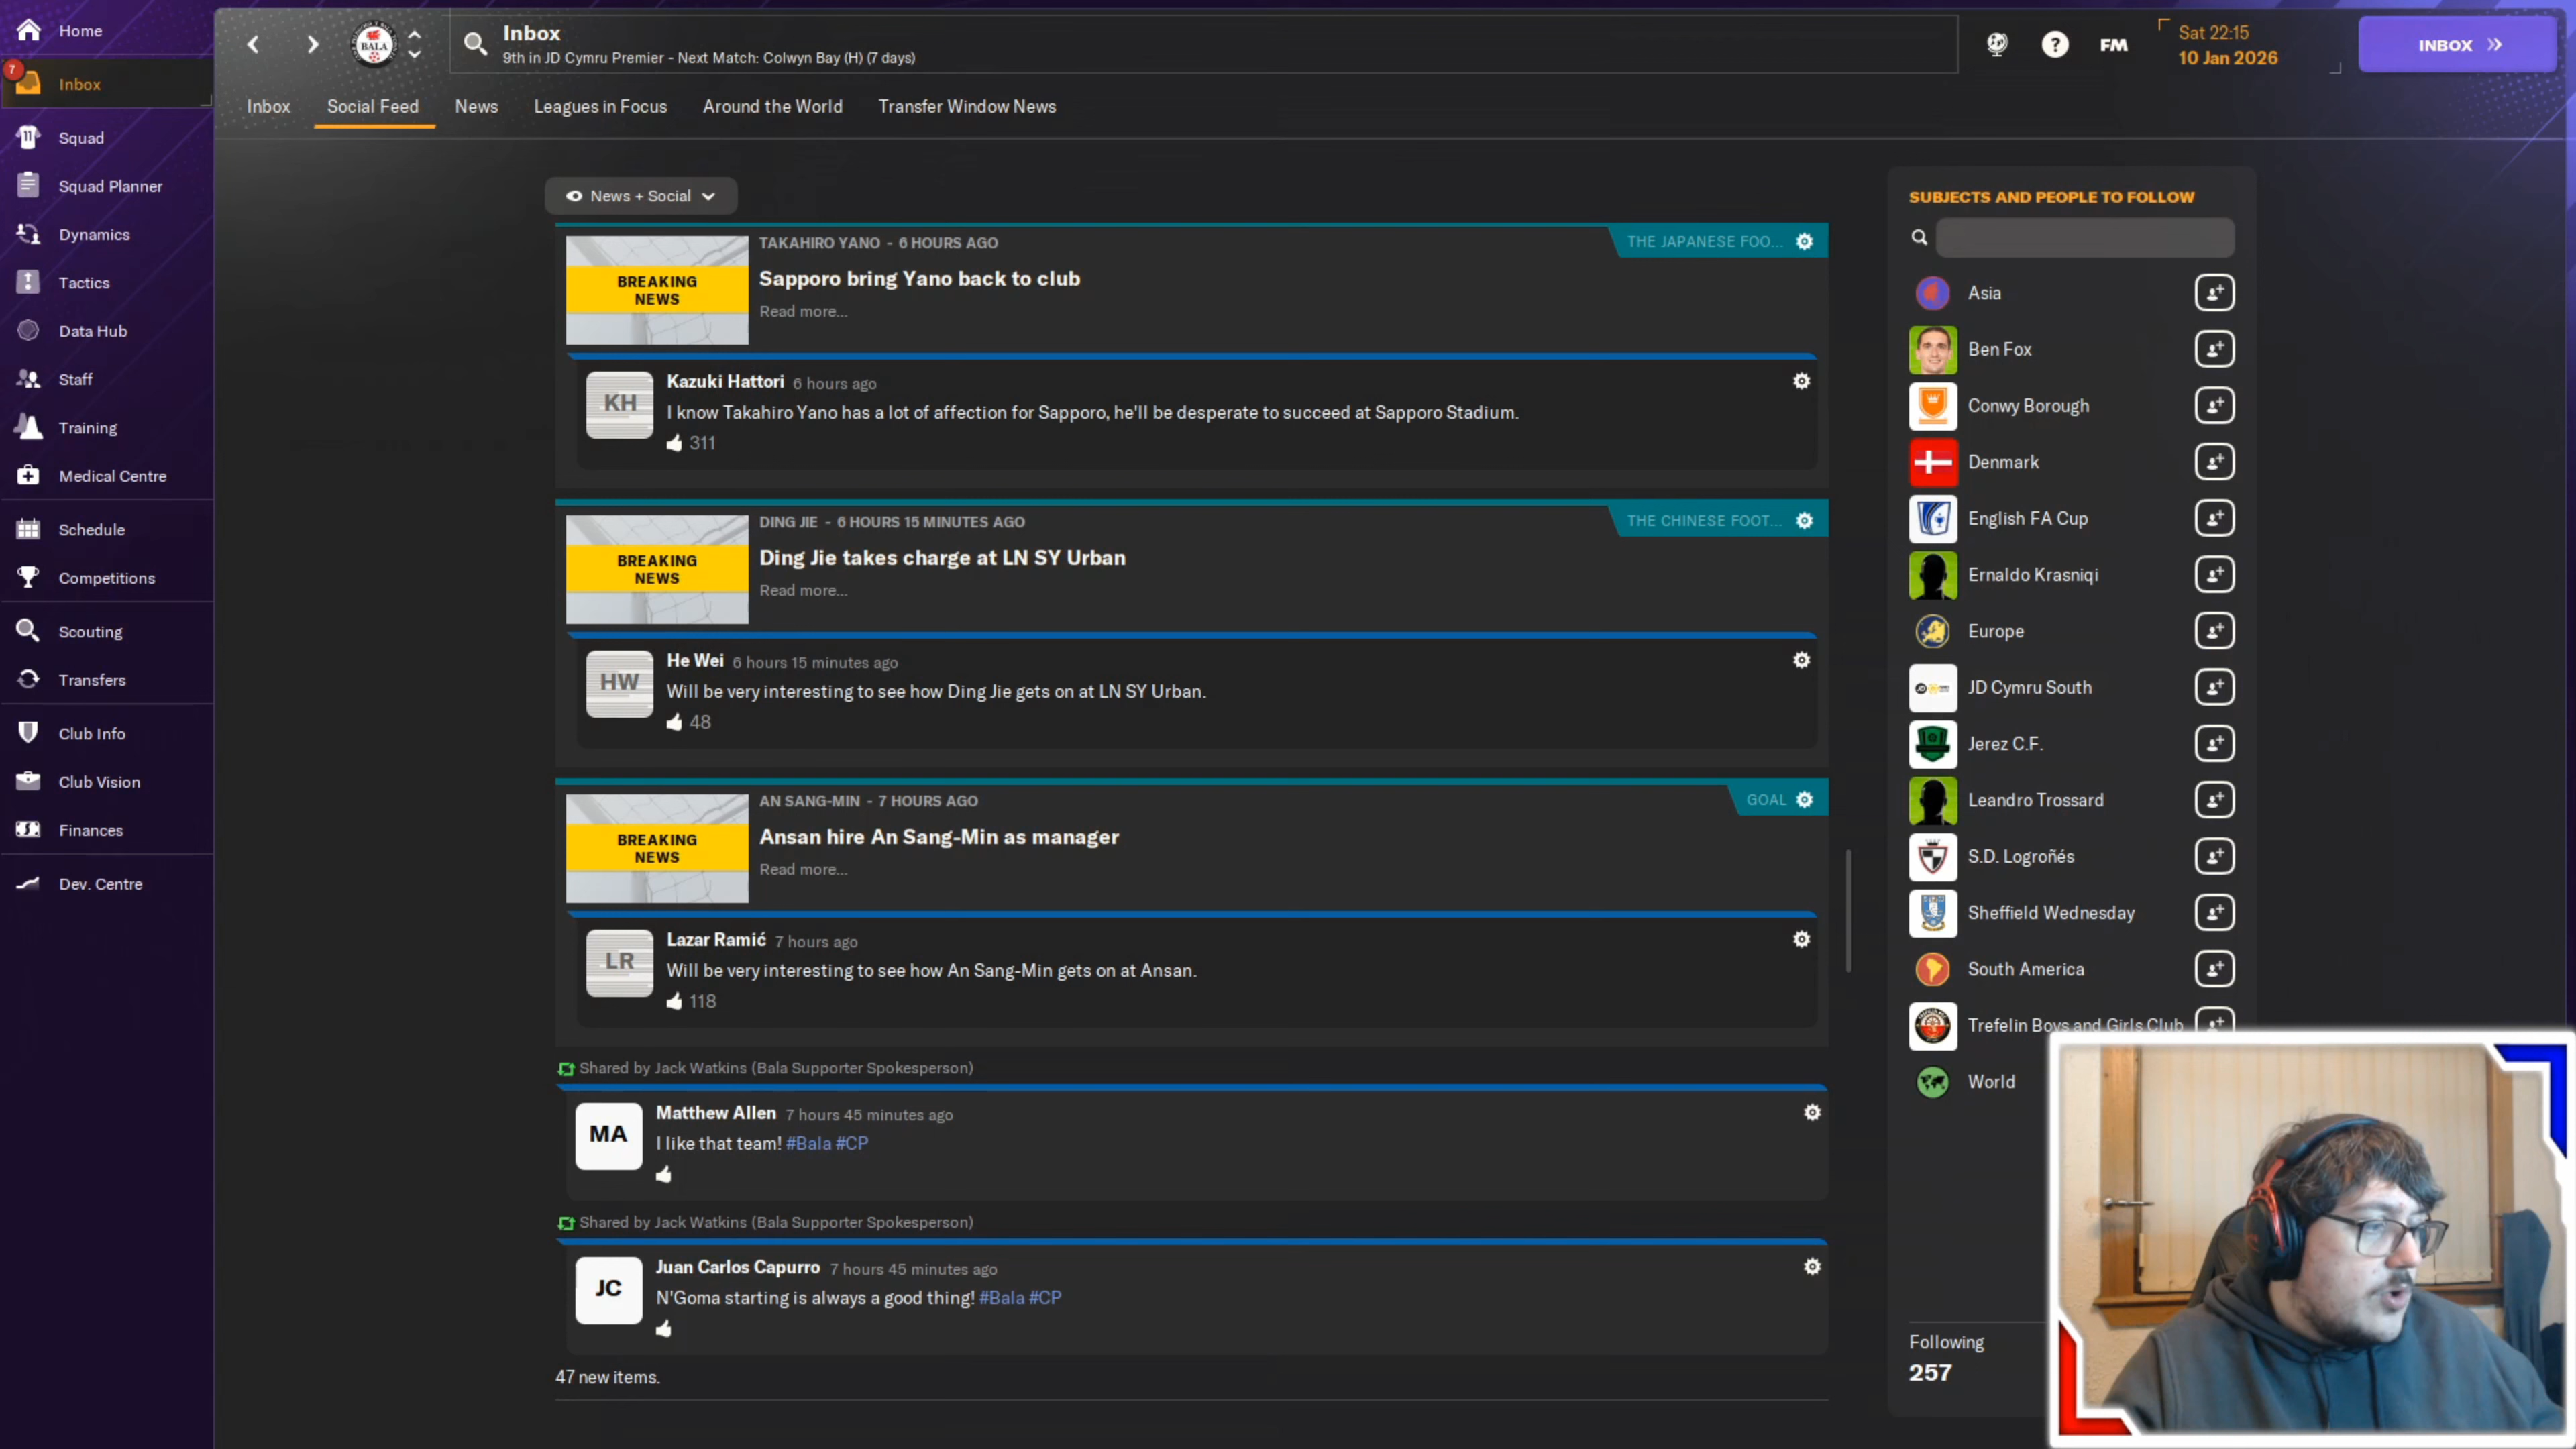 Home
7
Inbox
Squad
Squad Planner
Dynamics
Tactics
Data Hub
Staff
Training
Medical Centre
Schedule
Competitions
Scouting
Transfers
Club Info
Club Vision
Finances
Dev. Centre
BALA
Inbox
9th in JD Cymru Premier - Next Match: Colwyn Bay (H) (7 days)
?
FM
Sat 22:15
10 Jan 2026
INBOX
Inbox
Social Feed
News
Leagues in Focus
Around the World
Transfer Window News
News + Social
BREAKING
NEWS
TAKAHIRO YANO - 6 HOURS AGO
THE JAPANESE FOO...
Sapporo bring Yano back to club
Read more...
KH
Kazuki Hattori 6 hours ago
I know Takahiro Yano has a lot of affection for Sapporo, he'll be desperate to succeed at Sapporo Stadium.
311
BREAKING
NEWS
DING JIE - 6 HOURS 15 MINUTES AGO
THE CHINESE FOOT...
Ding Jie takes charge at LN SY Urban
Read more...
HW
He Wei 6 hours 15 minutes ago
Will be very interesting to see how Ding Jie gets on at LN SY Urban.
48
BREAKING
NEWS
AN SANG-MIN - 7 HOURS AGO
GOAL
Ansan hire An Sang-Min as manager
Read more...
LR
Lazar Ramić 7 hours ago
Will be very interesting to see how An Sang-Min gets on at Ansan.
118
Shared by Jack Watkins (Bala Supporter Spokesperson)
MA
Matthew Allen 7 hours 45 minutes ago
I like that team! #Bala #CP
Shared by Jack Watkins (Bala Supporter Spokesperson)
JC
Juan Carlos Capurro 7 hours 45 minutes ago
N'Goma starting is always a good thing! #Bala #CP
47 new items.
SUBJECTS AND PEOPLE TO FOLLOW
Asia
Ben Fox
Conwy Borough
Denmark
English FA Cup
Ernaldo Krasniqi
Europe
JD Cymru South
Jerez C.F.
Leandro Trossard
S.D. Logroñés
Sheffield Wednesday
South America
Trefelin Boys and Girls Club
World
Following
257